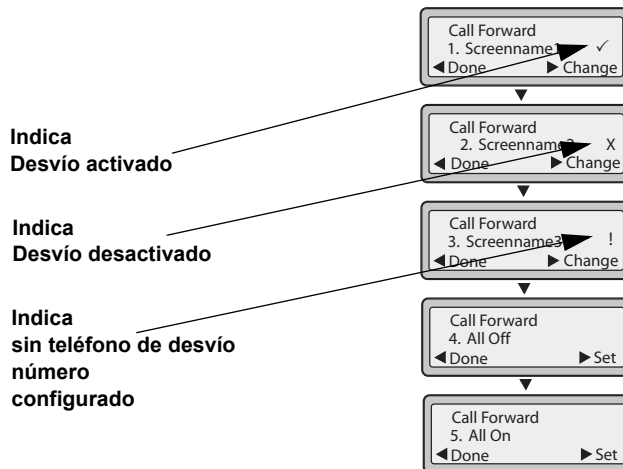 Call Forward
1. Screenname1 ✓
◀Done ▶Change
▼
Call Forward
2. Screenname2 X
◀Done ▶Change
▼
Call Forward
3. Screenname3 !
◀Done ▶Change
▼
Call Forward
4. All Off
◀Done ▶Set
▼
Call Forward
5. All On
◀Done ▶Set
Indica
Desvío activado
Indica
Desvío desactivado
Indica
sin teléfono de desvío
número
configurado